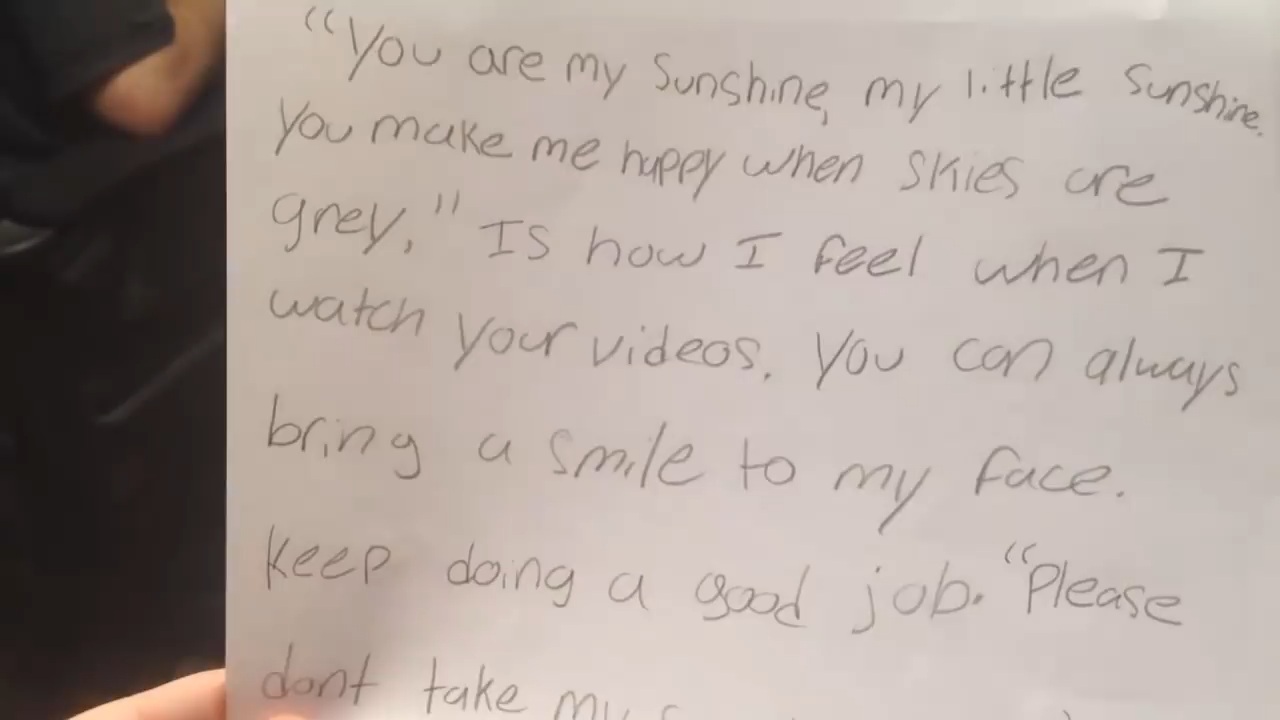 “You are my Sunshine, my little Sunshine.
You make me happy when skies are
grey." Is how I feel when I
watch your videos. You can always
bring a smile to my face.
Keep doing a good job. “Please
dont take my